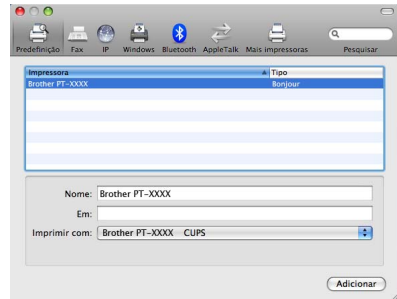 Predefinição Fax IP Windows Bluetooth AppleTalk Mais impressoras Pesquisar
Impressora Tipo
Brother PT-XXXX Bonjour
Nome: Brother PT-XXXX
Em:
Imprimir com: Brother PT-XXXX CUPS
Adicionar